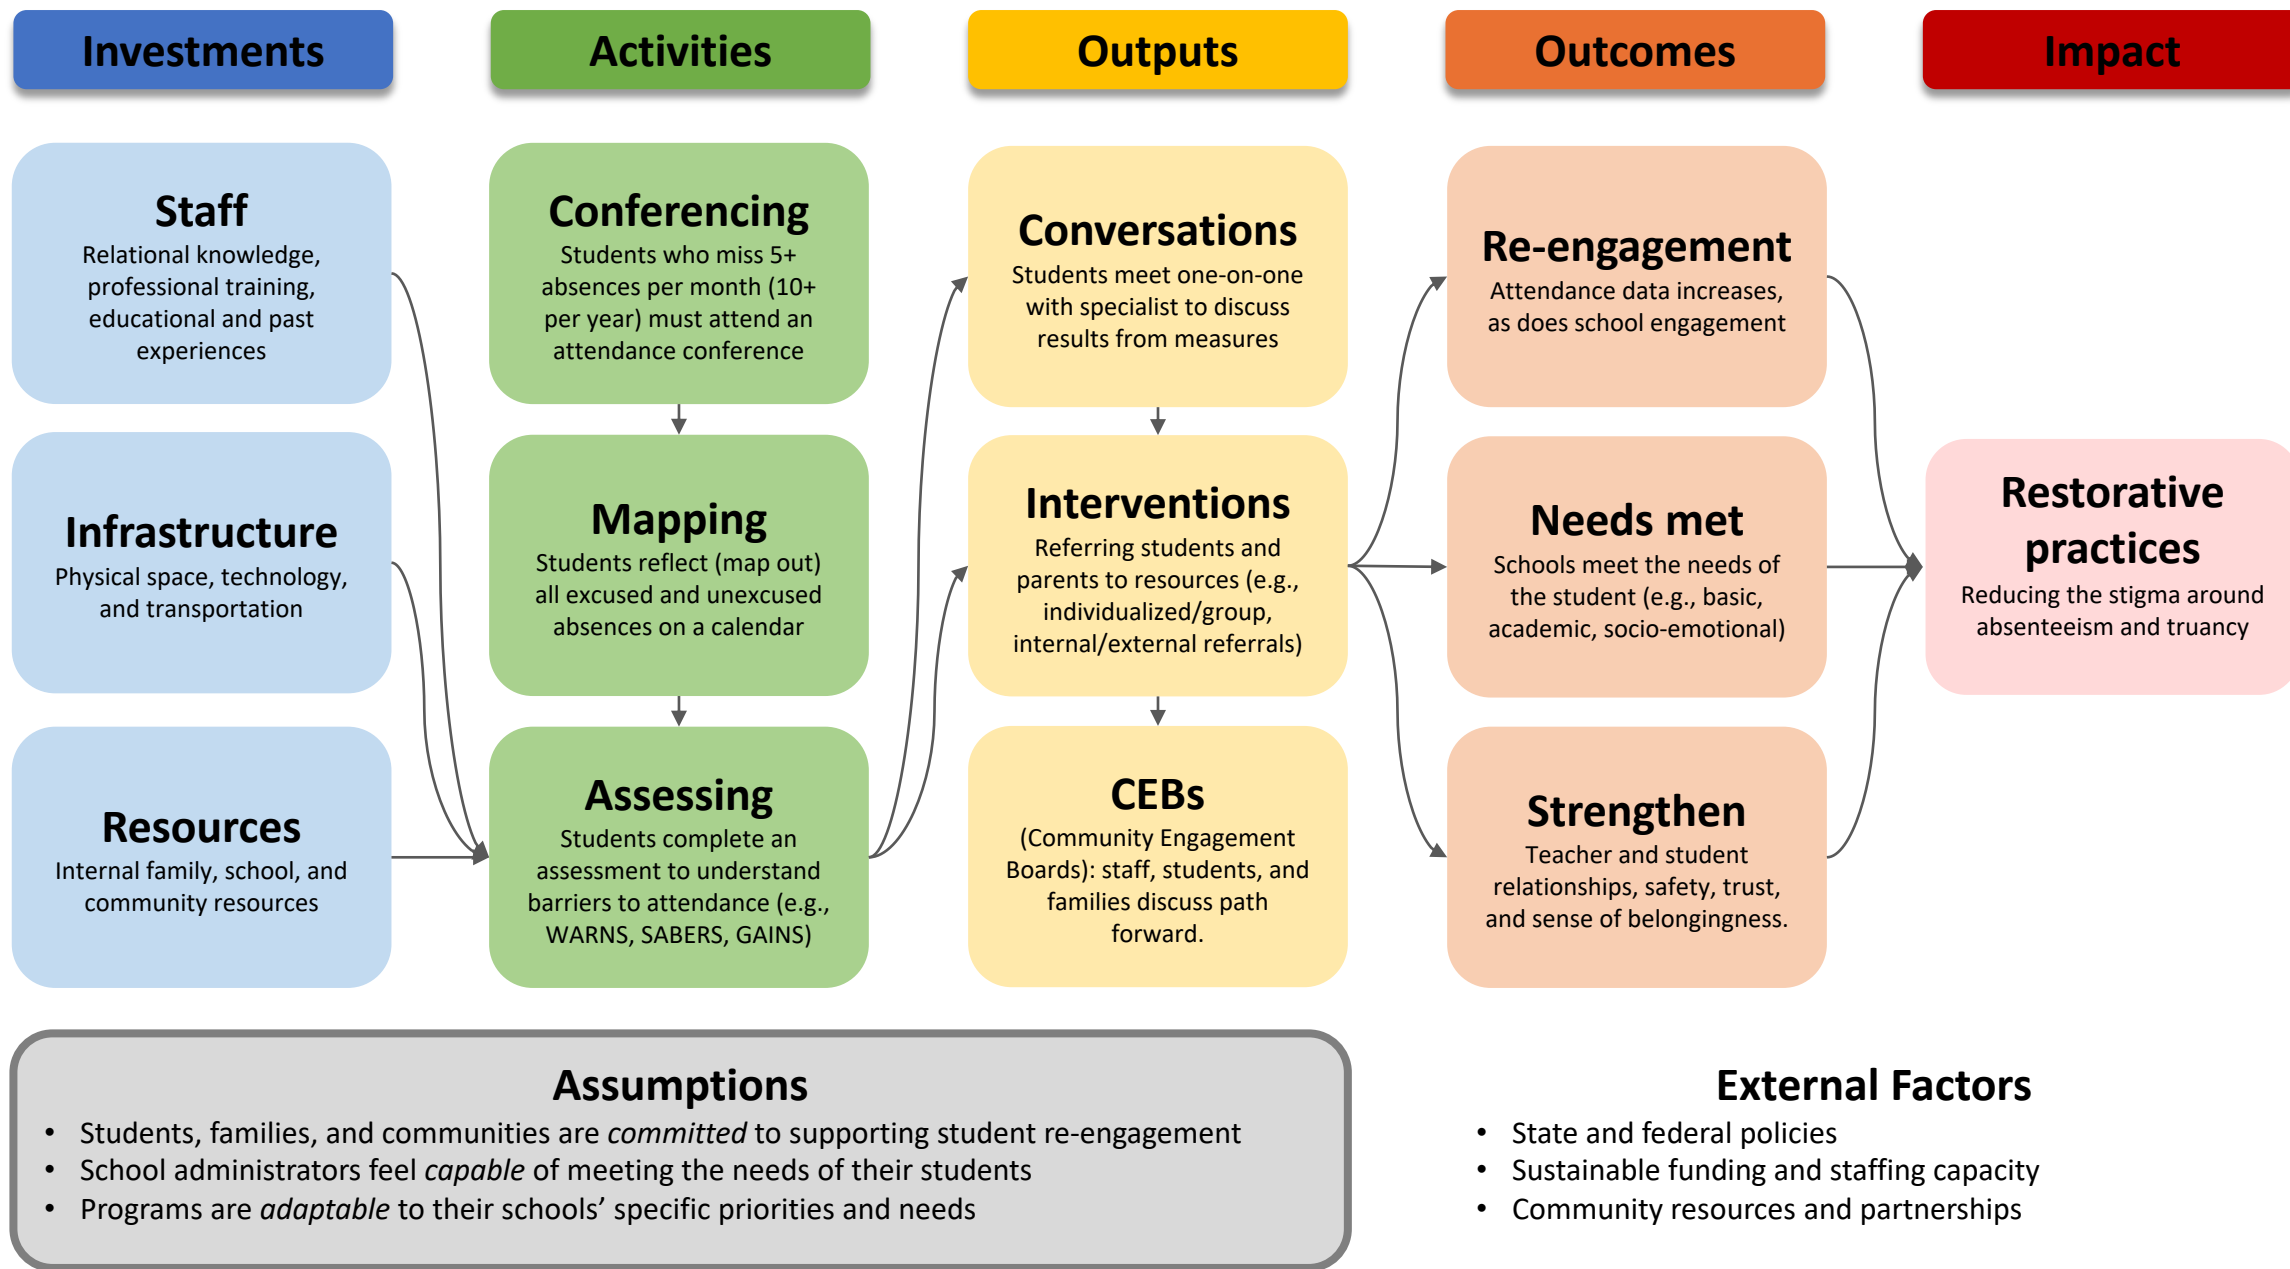 Investments
Activities
Outputs
Outcomes
Impact
Staff
Relational knowledge,
professional training,
educational and past
experiences
Infrastructure
Physical space, technology,
and transportation
Resources
Internal family, school, and
community resources
Conferencing
Students who miss 5+
absences per month (10+
per year) must attend an
attendance conference
Mapping
Students reflect (map out)
all excused and unexcused
absences on a calendar
Assessing
Students complete an
assessment to understand
barriers to attendance (e.g.,
WARNS, SABERS, GAINS)
Conversations
Students meet one-on-one
with specialist to discuss
results from measures
Interventions
Referring students and
parents to resources (e.g.,
individualized/group,
internal/external referrals)
CEBs
(Community Engagement
Boards): staff, students, and
families discuss path
forward.
Re-engagement
Attendance data increases,
as does school engagement
Needs met
Schools meet the needs of
the student (e.g., basic,
academic, socio-emotional)
Strengthen
Teacher and student
relationships, safety, trust,
and sense of belongingness.
Restorative
practices
Reducing the stigma around
absenteeism and truancy
Assumptions
• Students, families, and communities are committed to supporting student re-engagement
• School administrators feel capable of meeting the needs of their students
• Programs are adaptable to their schools’ specific priorities and needs
External Factors
• State and federal policies
• Sustainable funding and staffing capacity
• Community resources and partnerships